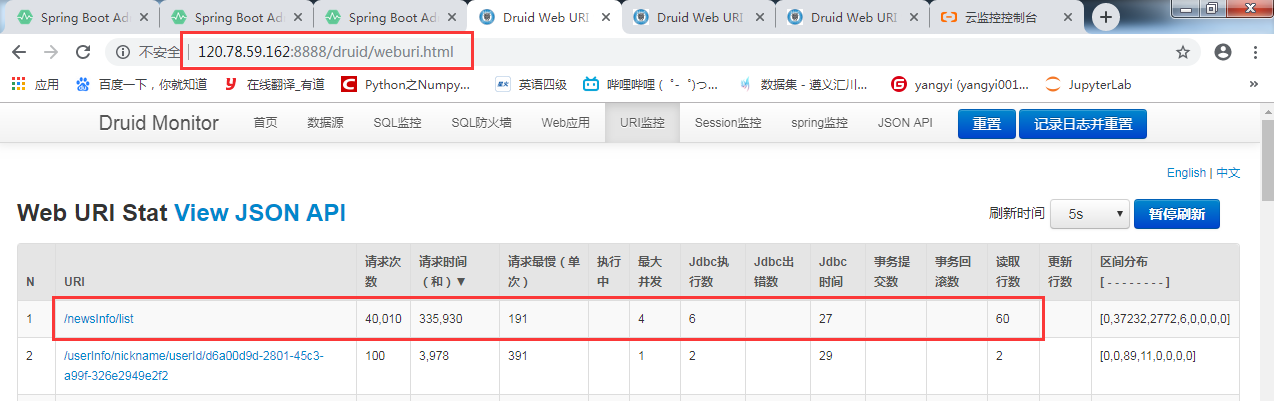 Spring Boot Ad
Spring Boot Ad
Spring Boot Ad
Druid Web URI
Druid Web URI
Druid Web URI
云监控控制台
不安全 | 120.78.59.162:8888/druid/weburi.html
应用
百度一下，你就知道
在线翻译_有道
Python之Numpy...
英语四级
哔哩哔哩 ( ゜- ゜)つ...
数据集 - 遵义汇川...
yangyi (yangyi001...
JupyterLab
»
Druid Monitor
首页
数据源
SQL监控
SQL防火墙
Web应用
URI监控
Session监控
spring监控
JSON API
重置
记录日志并重置
English | 中文
Web URI Stat View JSON API
刷新时间
5s
暂停刷新
N URI 请求次数 请求时间（和）▼ 请求最慢（单次） 执行中 最大并发 Jdbc执行数 Jdbc出错数 Jdbc时间 事务提交数 事务回滚数 读取行数 更新行数 区间分布 [ - - - - - - - - ]
1 /newsInfo/list 40,010 335,930 191 4 6 27 60 [0,37232,2772,6,0,0,0,0]
2 /userInfo/nickname/userId/d6a00d9d-2801-45c3-a99f-326e2949e2f2 100 3,978 391 1 2 29 2 [0,0,89,11,0,0,0,0]